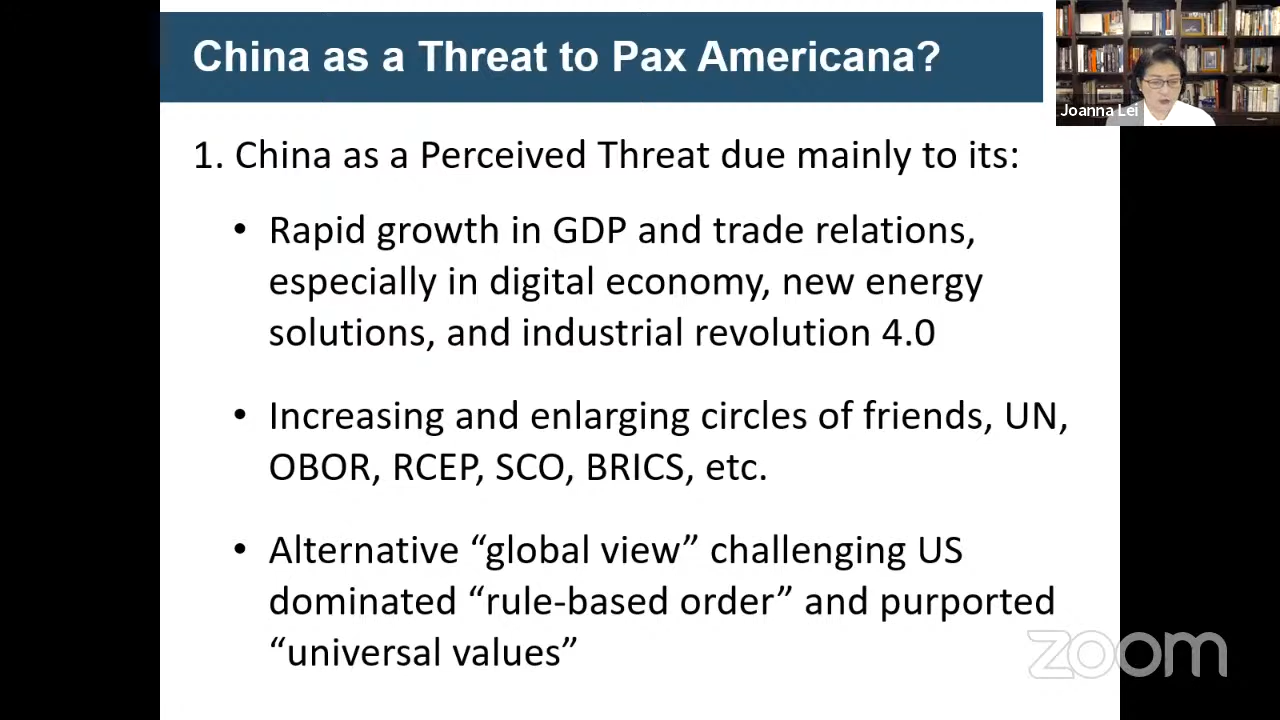 China as a Threat to Pax Americana?
Joanna Lei
1. China as a Perceived Threat due mainly to its:
• Rapid growth in GDP and trade relations,
especially in digital economy, new energy
solutions, and industrial revolution 4.0
• Increasing and enlarging circles of friends, UN,
OBOR, RCEP, SCO, BRICS, etc.
• Alternative “global view” challenging US
dominated “rule-based order” and purported
“universal values”
zoom